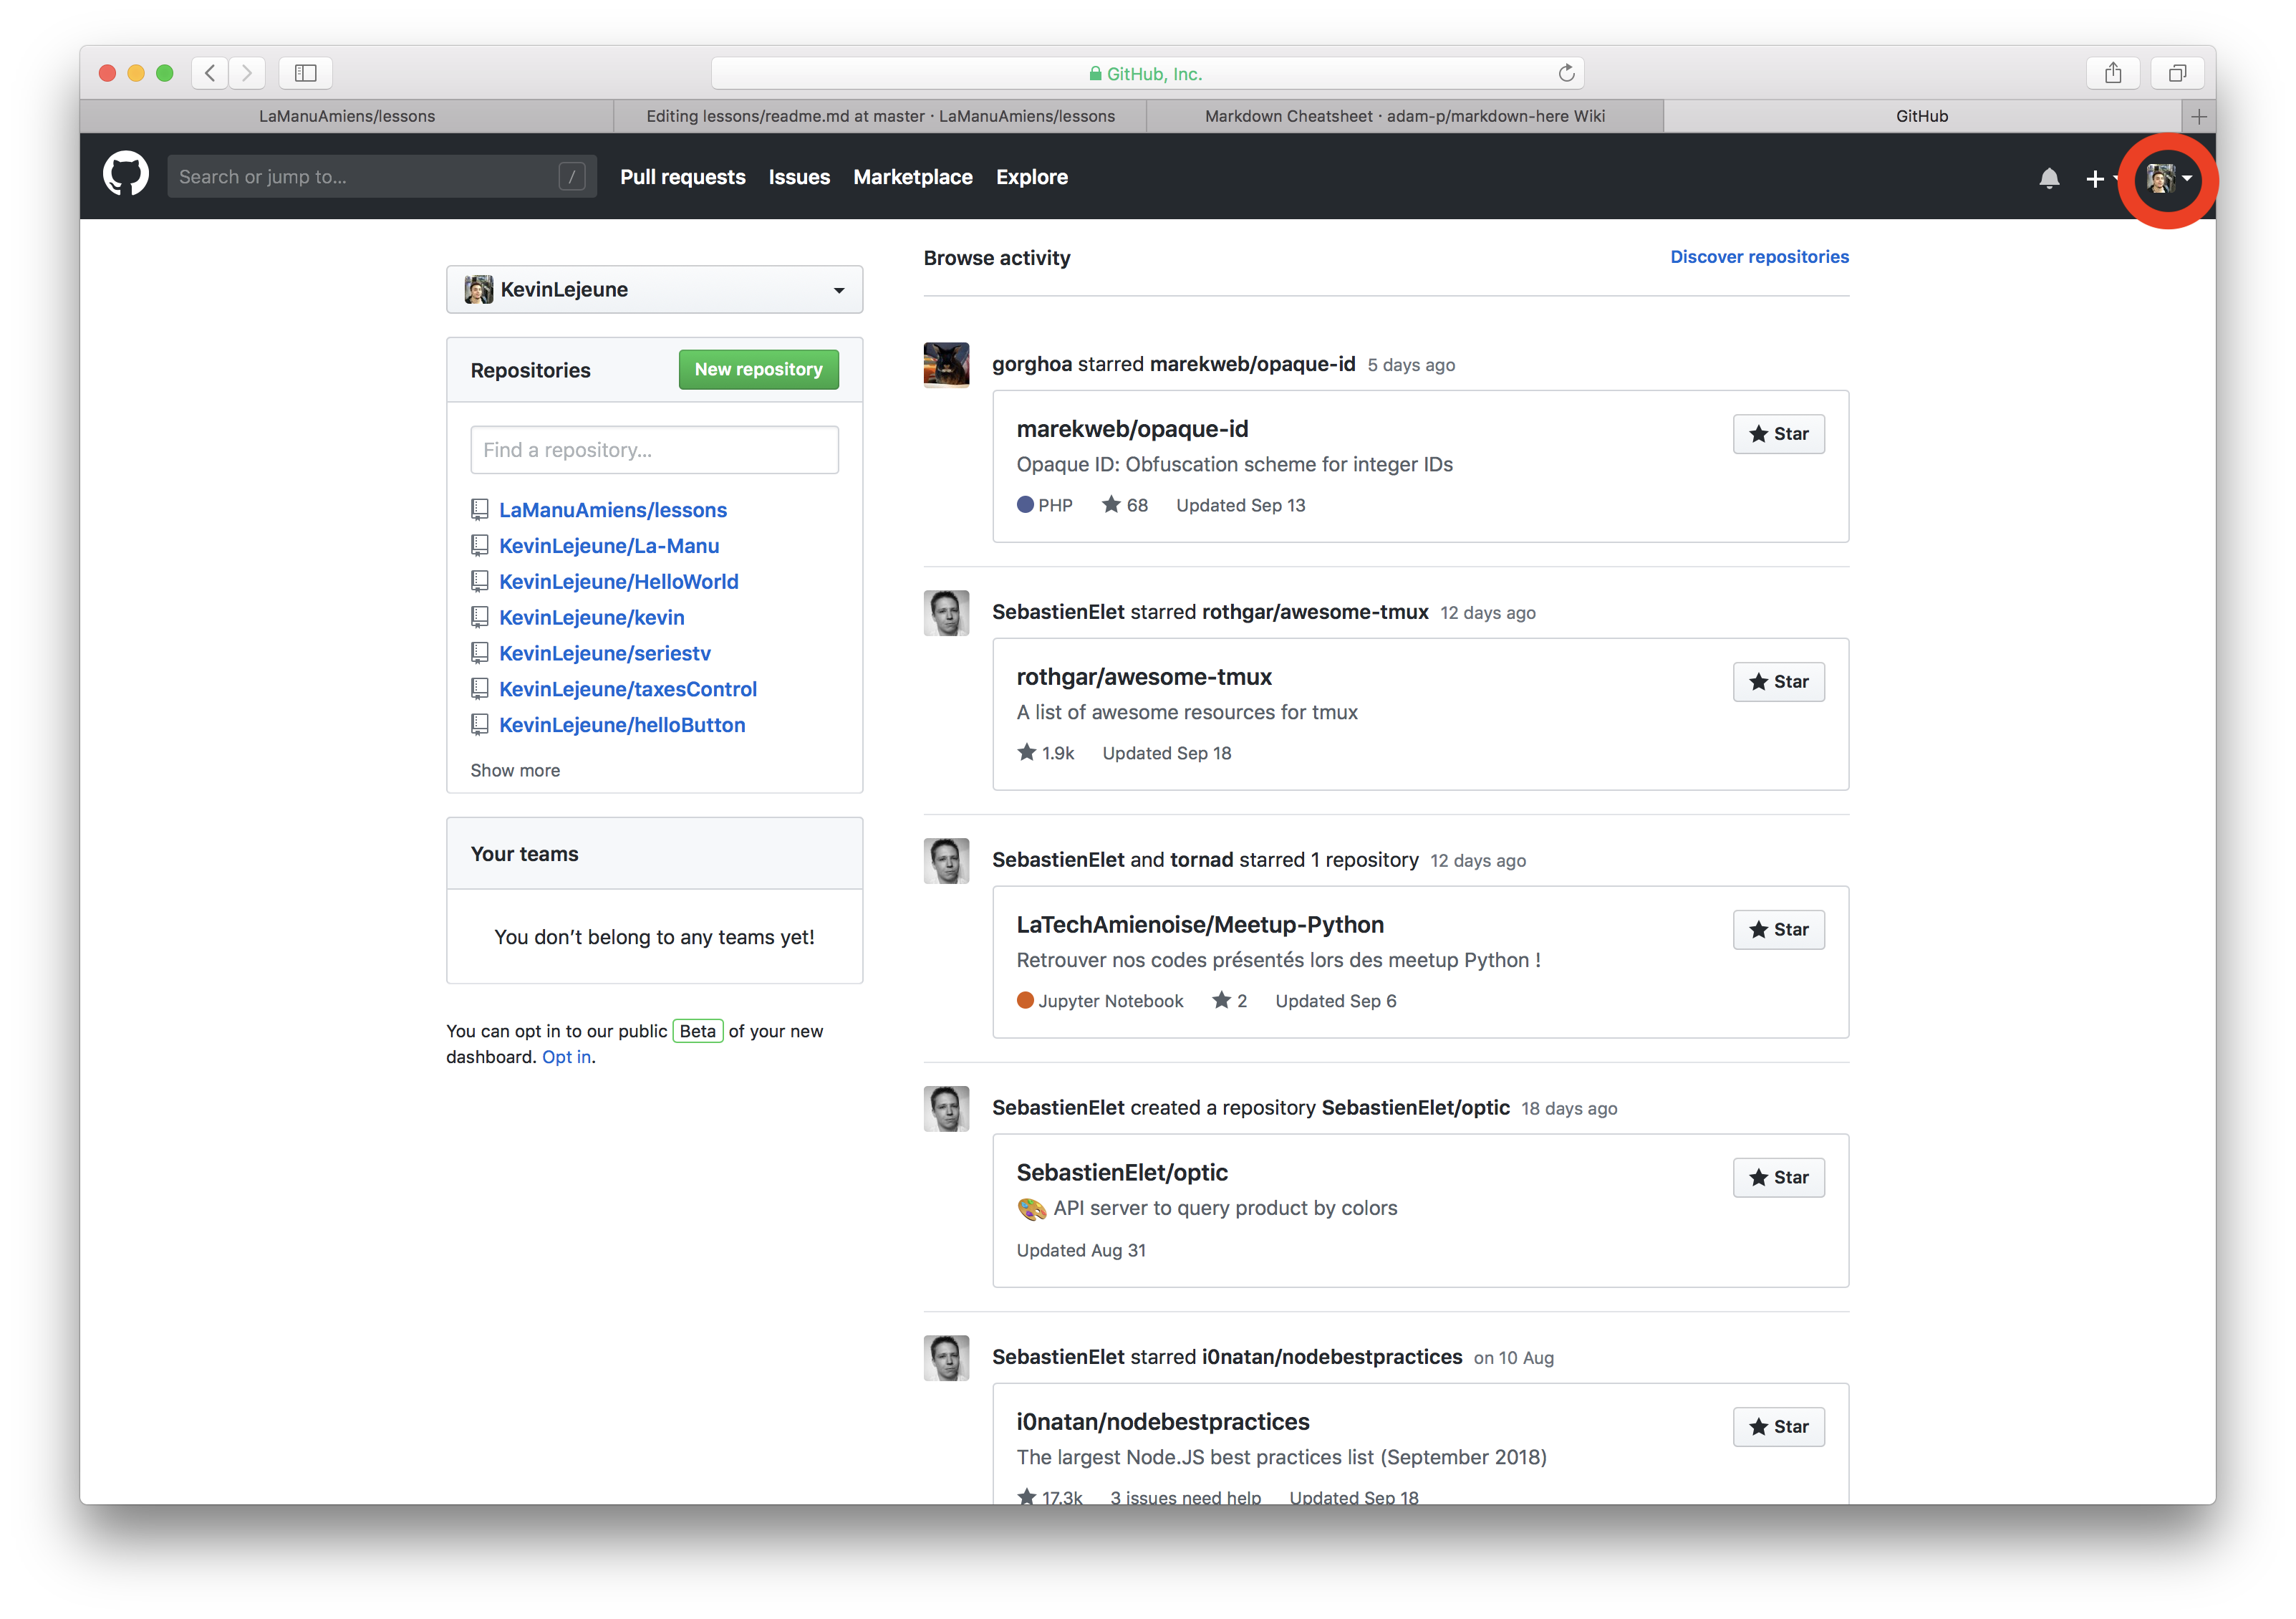 GitHub, Inc.
LaManuAmiens/lessons
Editing lessons/readme.md at master · LaManuAmiens/lessons
Markdown Cheatsheet · adam-p/markdown-here Wiki
GitHub
Search or jump to...
/
Pull requests
Issues
Marketplace
Explore
KevinLejeune
Repositories
New repository
Find a repository...
LaManuAmiens/lessons
KevinLejeune/La-Manu
KevinLejeune/HelloWorld
KevinLejeune/kevin
KevinLejeune/seriestv
KevinLejeune/taxesControl
KevinLejeune/helloButton
Show more
Your teams
You don’t belong to any teams yet!
You can opt in to our public Beta of your new
dashboard. Opt in.
Browse activity
Discover repositories
gorghoa starred marekweb/opaque-id 5 days ago
marekweb/opaque-id
Star
Opaque ID: Obfuscation scheme for integer IDs
PHP 68 Updated Sep 13
SebastienElet starred rothgar/awesome-tmux 12 days ago
rothgar/awesome-tmux
Star
A list of awesome resources for tmux
1.9k Updated Sep 18
SebastienElet and tornad starred 1 repository 12 days ago
LaTechAmienoise/Meetup-Python
Star
Retrouver nos codes présentés lors des meetup Python !
Jupyter Notebook 2 Updated Sep 6
SebastienElet created a repository SebastienElet/optic 18 days ago
SebastienElet/optic
Star
API server to query product by colors
Updated Aug 31
SebastienElet starred i0natan/nodebestpractices on 10 Aug
i0natan/nodebestpractices
Star
The largest Node.JS best practices list (September 2018)
17.3k 3 issues need help Updated Sep 18